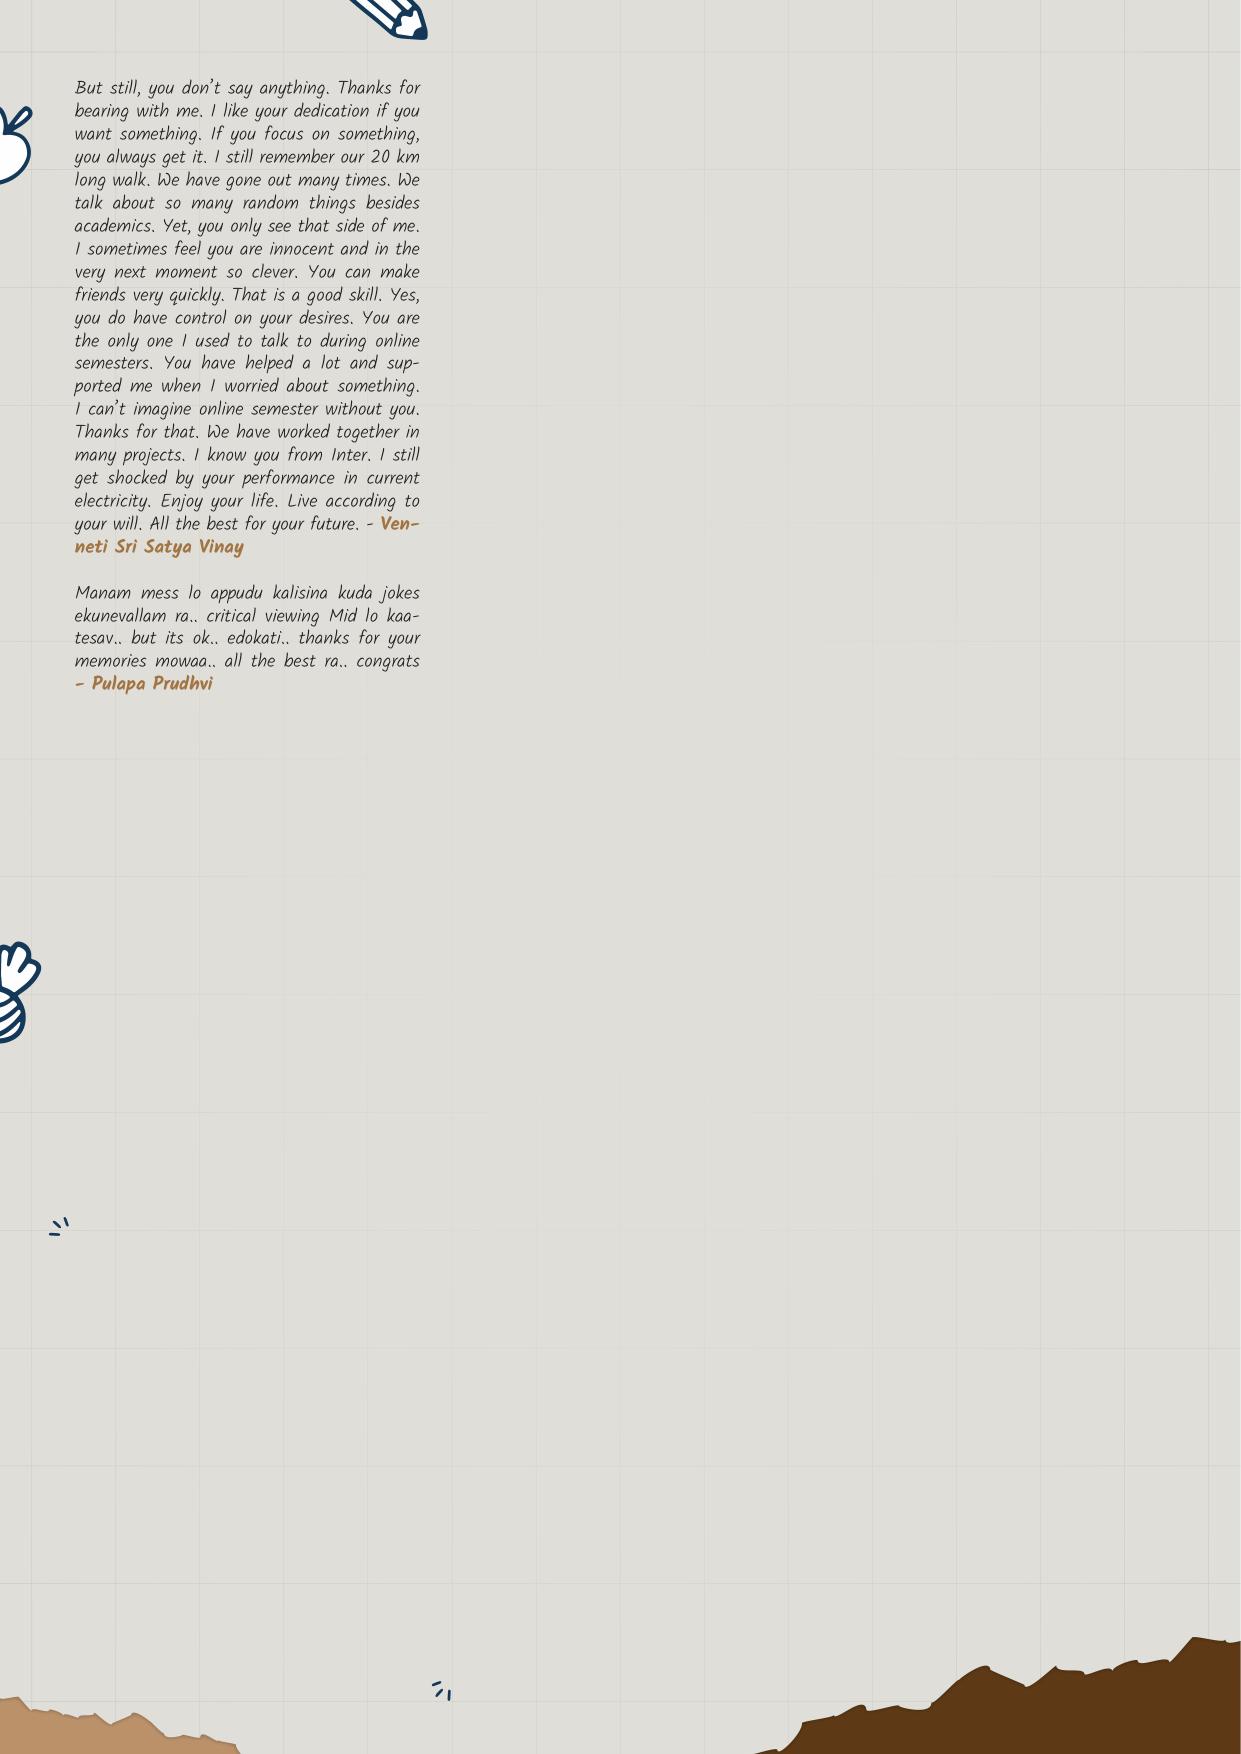 But still, you don’t say anything. Thanks for
bearing with me. I like your dedication if you
want something. If you focus on something,
you always get it. I still remember our 20 km
long walk. We have gone out many times. We
talk about so many random things besides
academics. Yet, you only see that side of me.
I sometimes feel you are innocent and in the
very next moment so clever. You can make
friends very quickly. That is a good skill. Yes,
you do have control on your desires. You are
the only one I used to talk to during online
semesters. You have helped a lot and sup-
ported me when I worried about something.
I can’t imagine online semester without you.
Thanks for that. We have worked together in
many projects. I know you from Inter. I still
get shocked by your performance in current
electricity. Enjoy your life. Live according to
your will. All the best for your future. - Ven-
neti Sri Satya Vinay
Manam mess lo appudu kalisina kuda jokes
ekunevallam ra.. critical viewing Mid lo kaa-
tesav.. but its ok.. edokati.. thanks for your
memories mowaa.. all the best ra.. congrats
- Pulapa Prudhvi